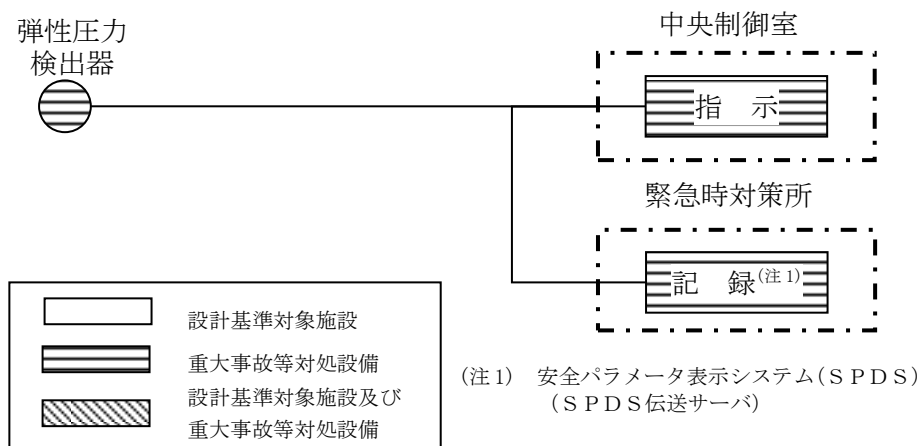 弾性圧力
検出器
中央制御室
指　示
緊急時対策所
記　録(注1)
設計基準対象施設
重大事故等対処設備
設計基準対象施設及び
重大事故等対処設備
(注1)　安全パラメータ表示システム(ＳＰＤＳ)
(ＳＰＤＳ伝送サーバ)